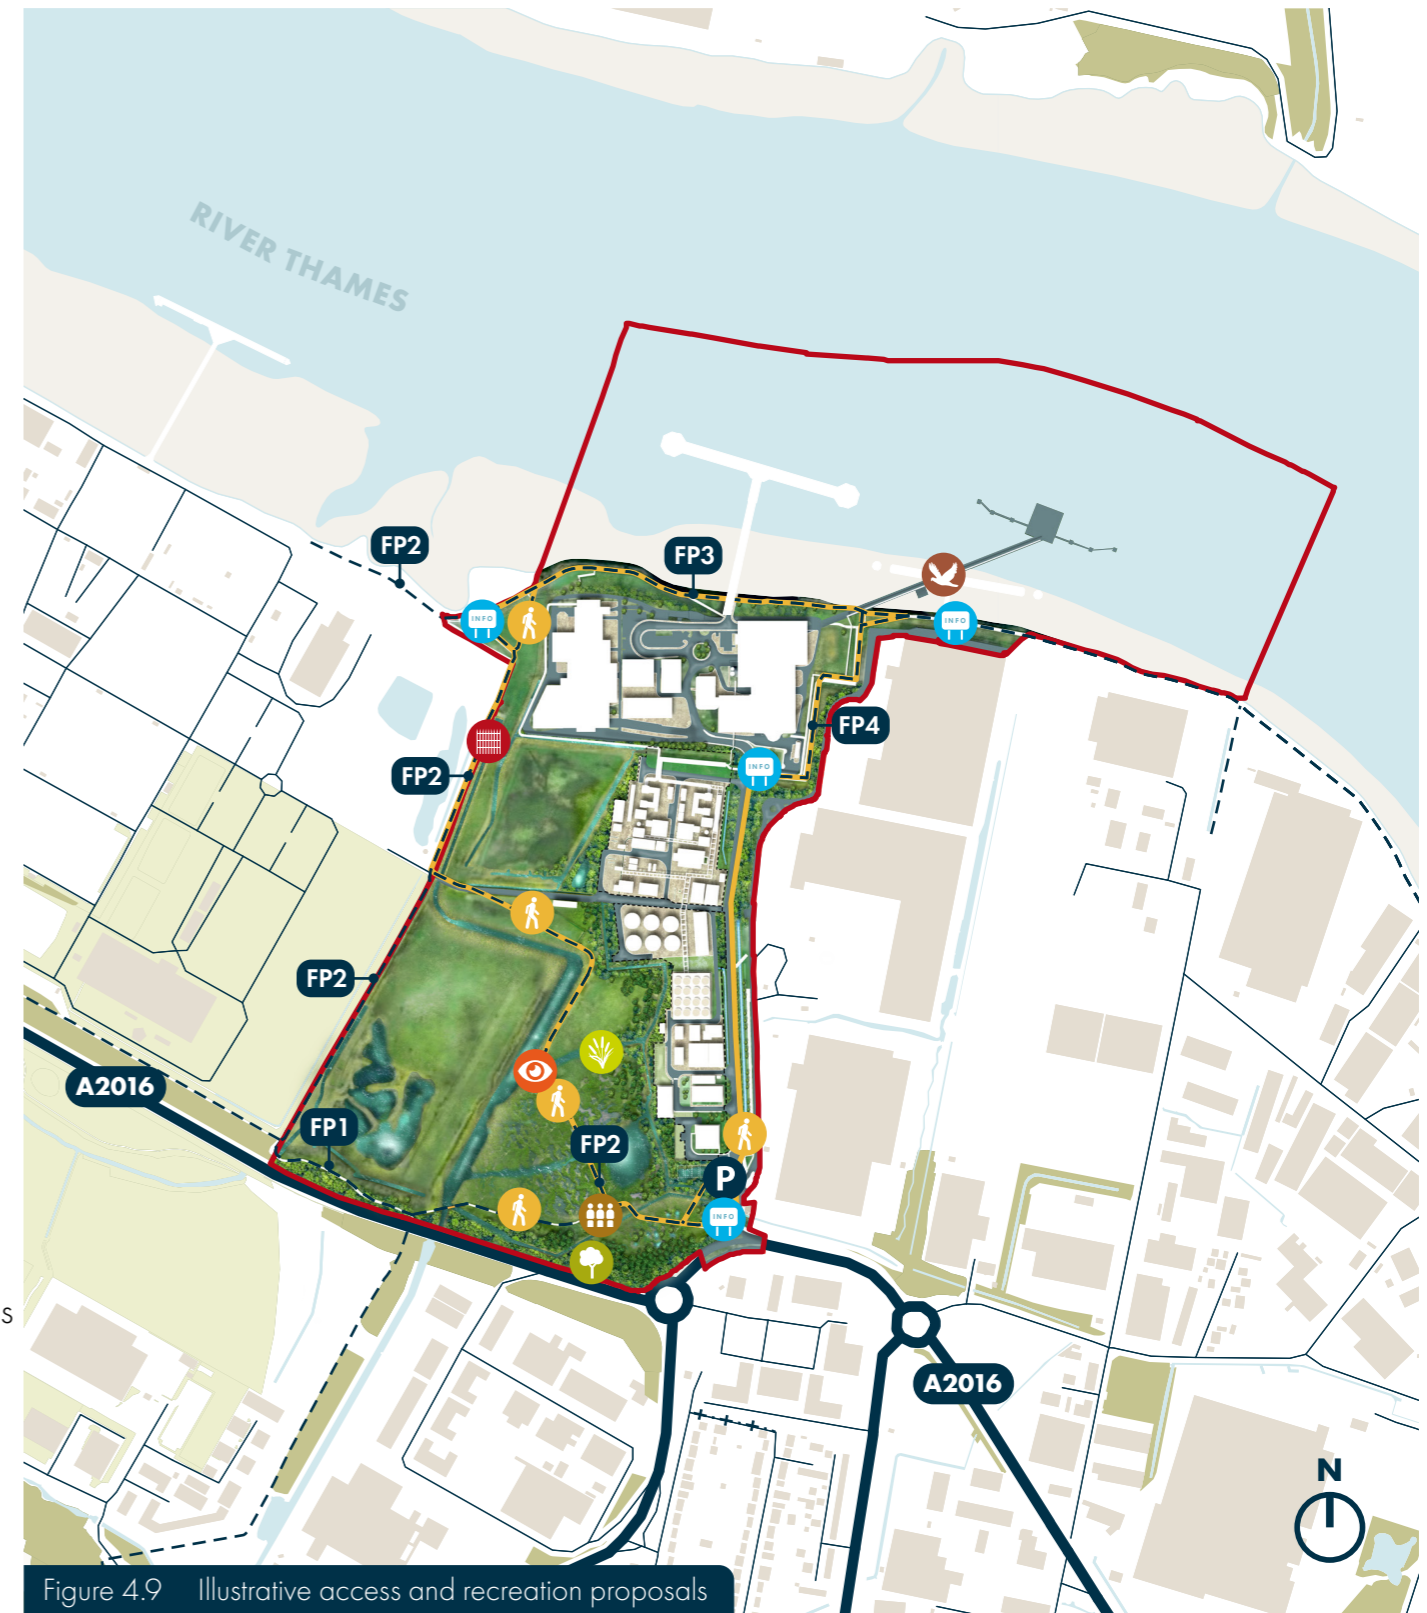 RIVER THAMES
FP2
FP3
INFO
INFO
FP4
FP2
INFO
FP2
A2016
FP1
FP2
P
INFO
s
A2016
N
Figure 4.9 Illustrative access and recreation proposals